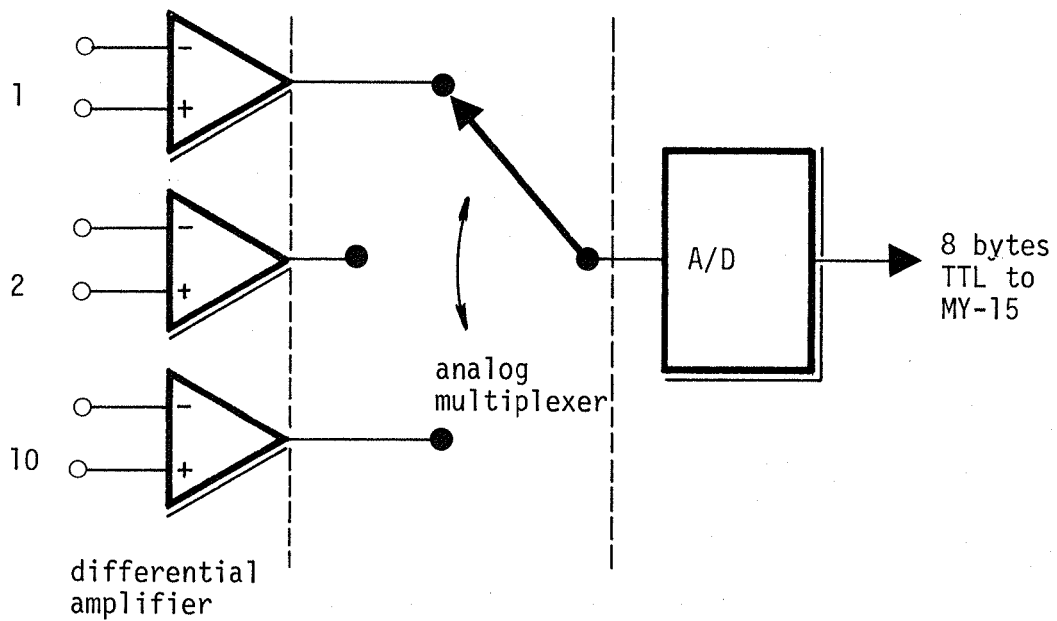 1
−
+
2
−
+
10
−
+
differential
amplifier
analog
multiplexer
A/D
8 bytes
TTL to
MY-15